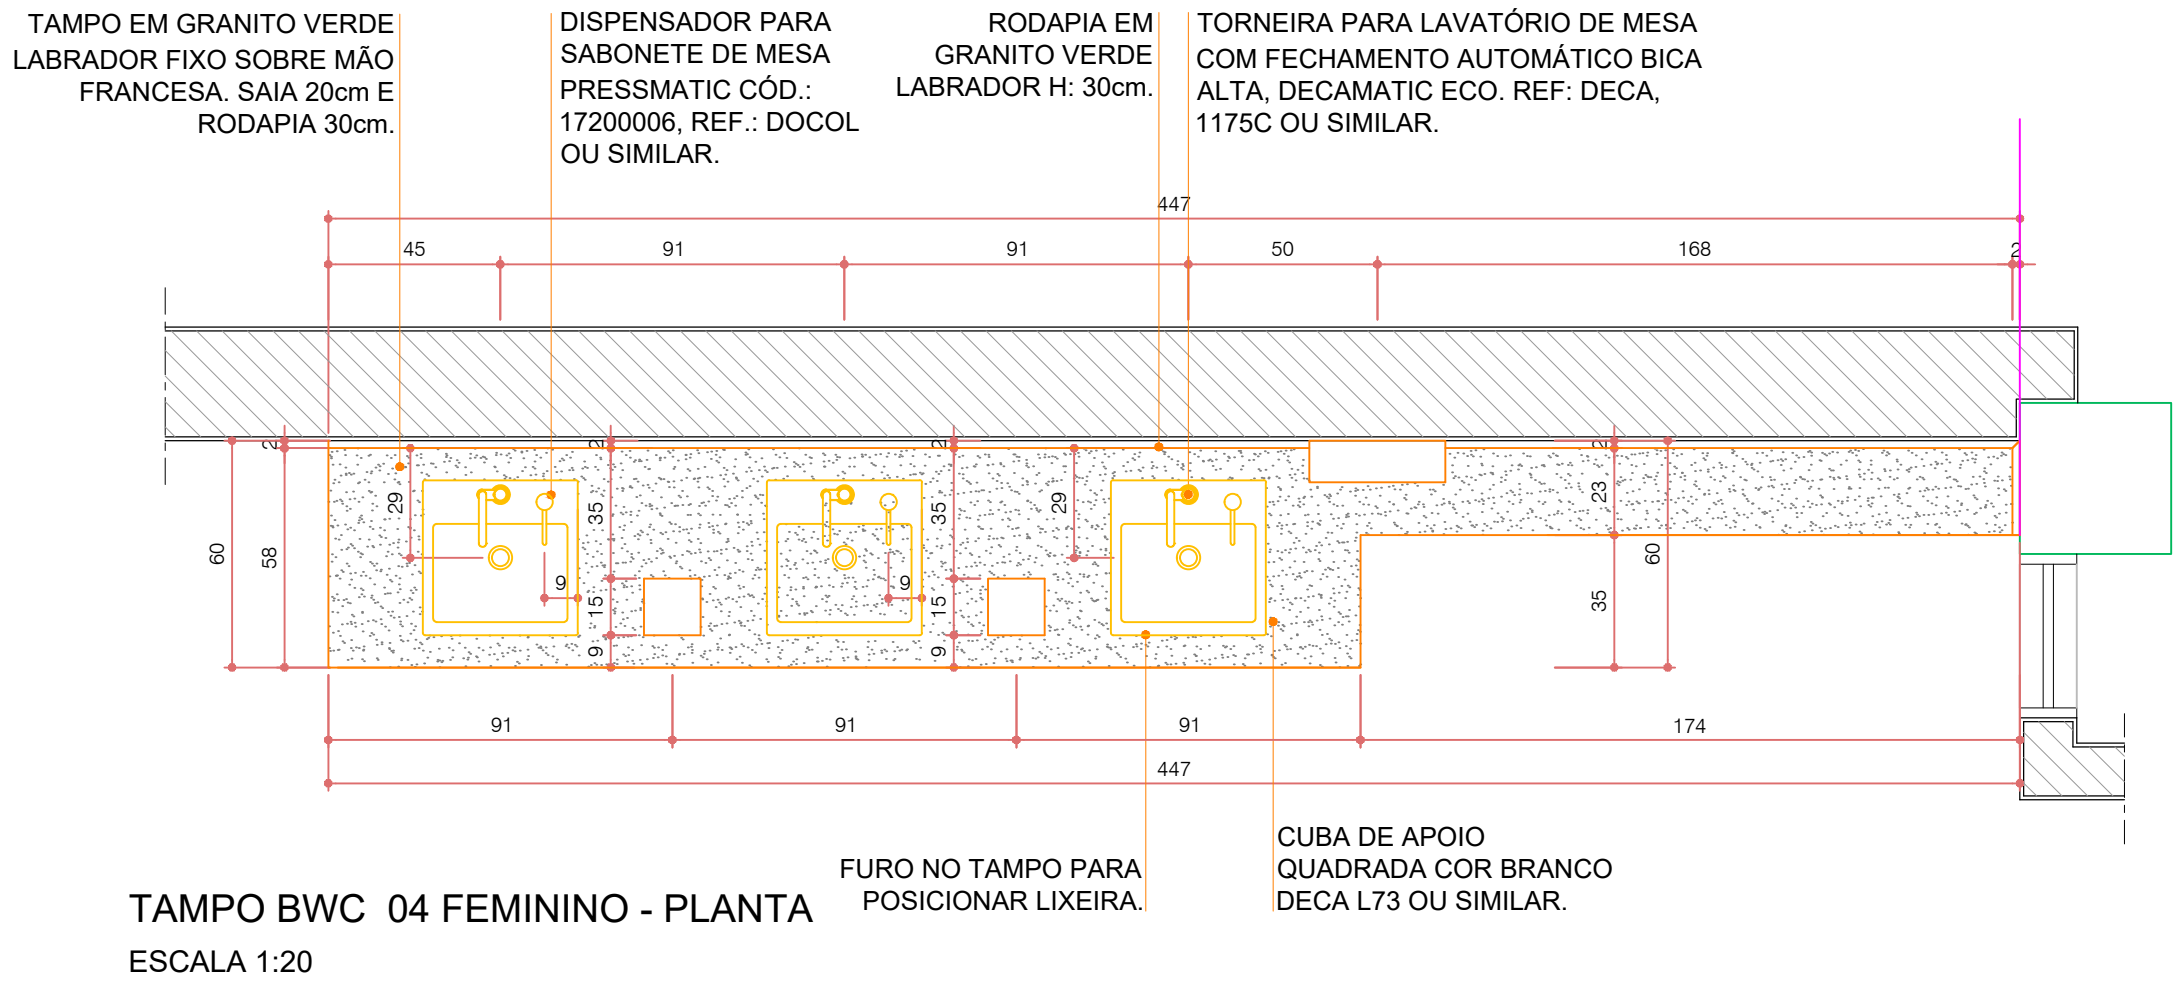 TAMPO EM GRANITO VERDE
LABRADOR FIXO SOBRE MÃO
FRANCESA. SAIA 20cm E
RODAPIA 30cm.
DISPENSADOR PARA
SABONETE DE MESA
PRESSMATIC CÓD.:
17200006, REF.: DOCOL
OU SIMILAR.
RODAPIA EM
GRANITO VERDE
LABRADOR H: 30cm.
TORNEIRA PARA LAVATÓRIO DE MESA
COM FECHAMENTO AUTOMÁTICO BICA
ALTA, DECAMATIC ECO. REF: DECA,
1175C OU SIMILAR.
447
45 91 91 50 168 2
2 2 2 2
29 35 35 29 23
60 58 60
9 15 9 15 35
9 9
91 91 91 174
447
FURO NO TAMPO PARA
POSICIONAR LIXEIRA.
CUBA DE APOIO
QUADRADA COR BRANCO
DECA L73 OU SIMILAR.
TAMPO BWC 04 FEMININO - PLANTA
ESCALA 1:20